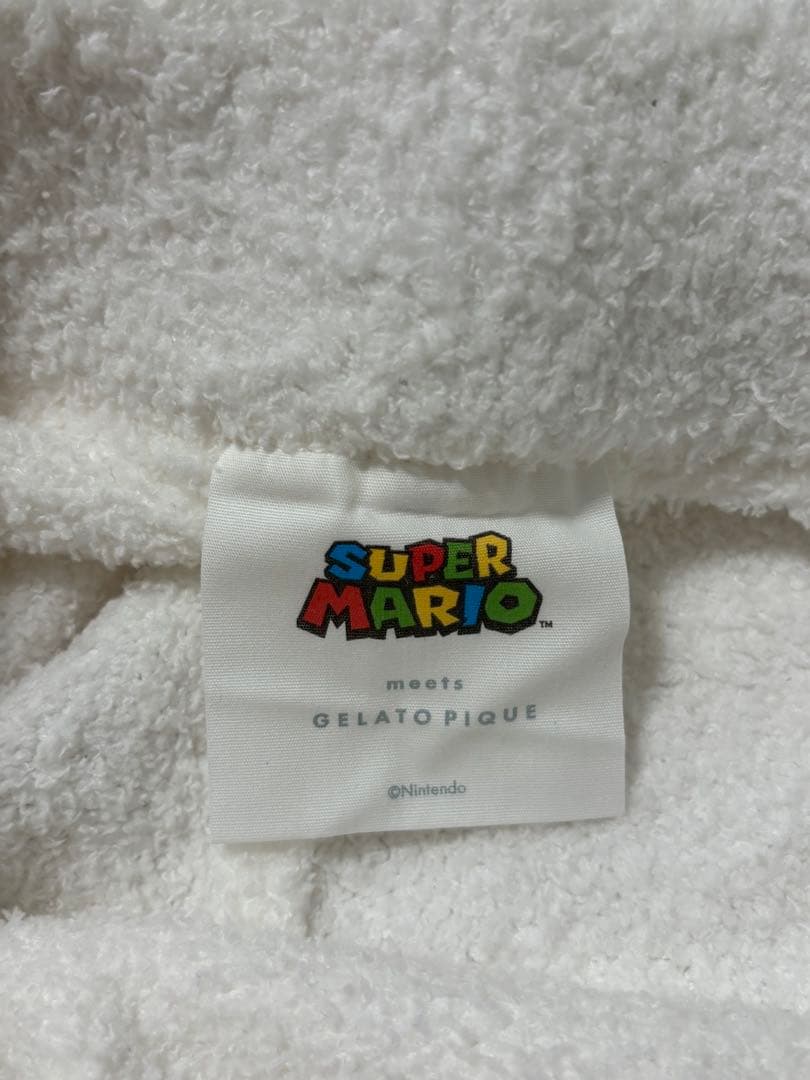 SUPER
MARIO™
meets
GELATO PIQUE
©Nintendo